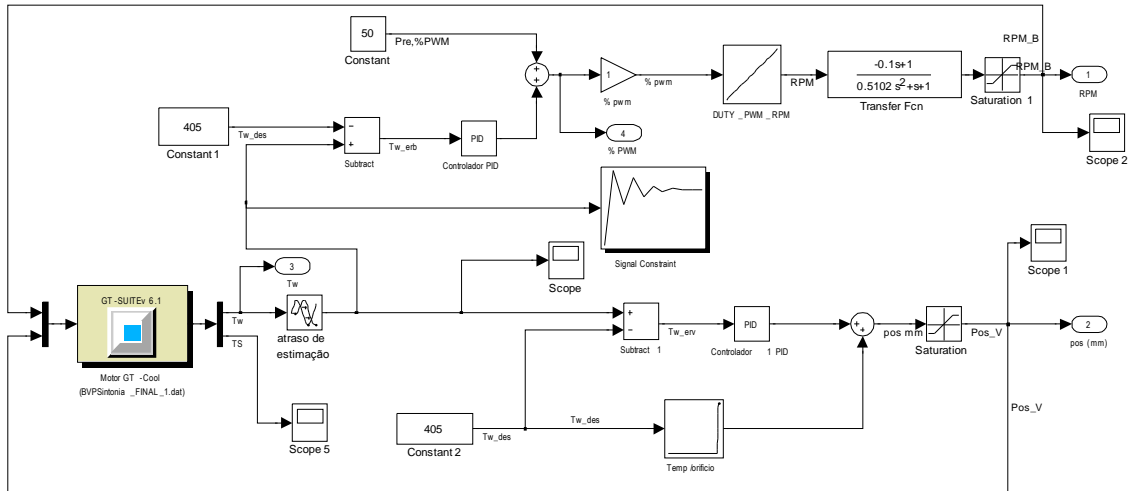 50
Constant
Pre,%PWM
+
+
1
% pwm
% pwm
DUTY _PWM _RPM
RPM
-0.1s+1
0.5102 s²+s+1
Transfer Fcn
RPM_B
RPM_B
Saturation 1
1
RPM
Scope 2
405
Constant 1
Tw_des
−
+
Subtract
Tw_erb
PID
Controlador PID
4
% PWM
Signal Constraint
Scope
Scope 1
3
Tw
GT -SUITEv 6.1
Motor GT -Cool
(BVPSintonia _FINAL _1.dat)
Tw
TS
atraso de
estimação
Scope 5
+
−
Subtract 1
Tw_erv
PID
Controlador 1 PID
+
+
pos mm
Saturation
Pos_V
2
pos (mm)
Pos_V
405
Constant 2
Tw_des
Tw_des
Temp /orificio